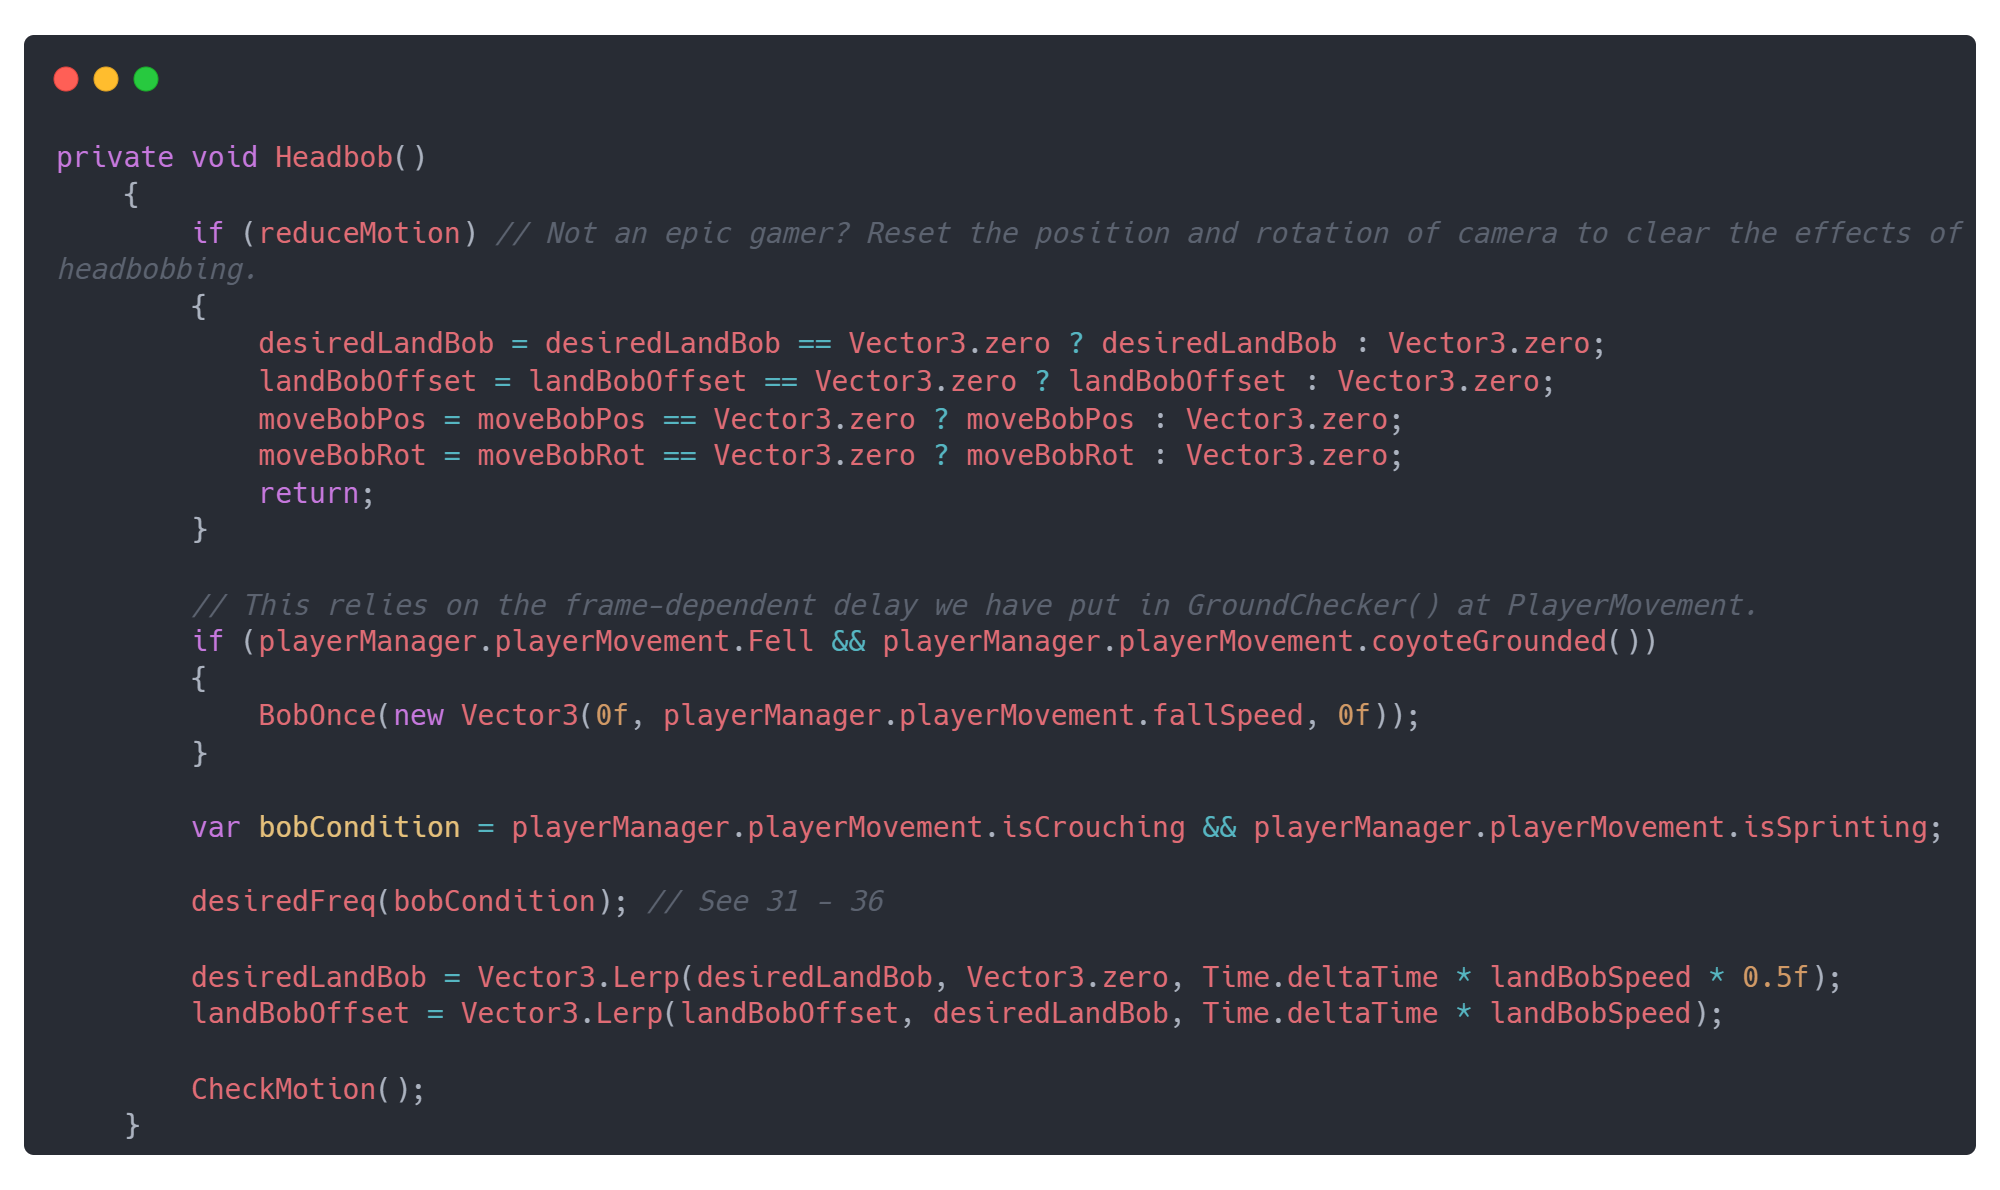 private void Headbob()
    {
        if (reduceMotion) // Not an epic gamer? Reset the position and rotation of camera to clear the effects of
headbobbing.
        {
            desiredLandBob = desiredLandBob == Vector3.zero ? desiredLandBob : Vector3.zero;
            landBobOffset = landBobOffset == Vector3.zero ? landBobOffset : Vector3.zero;
            moveBobPos = moveBobPos == Vector3.zero ? moveBobPos : Vector3.zero;
            moveBobRot = moveBobRot == Vector3.zero ? moveBobRot : Vector3.zero;
            return;
        }

        // This relies on the frame-dependent delay we have put in GroundChecker() at PlayerMovement.
        if (playerManager.playerMovement.Fell && playerManager.playerMovement.coyoteGrounded())
        {
            BobOnce(new Vector3(0f, playerManager.playerMovement.fallSpeed, 0f));
        }

        var bobCondition = playerManager.playerMovement.isCrouching && playerManager.playerMovement.isSprinting;

        desiredFreq(bobCondition); // See 31 - 36

        desiredLandBob = Vector3.Lerp(desiredLandBob, Vector3.zero, Time.deltaTime * landBobSpeed * 0.5f);
        landBobOffset = Vector3.Lerp(landBobOffset, desiredLandBob, Time.deltaTime * landBobSpeed);

        CheckMotion();
    }